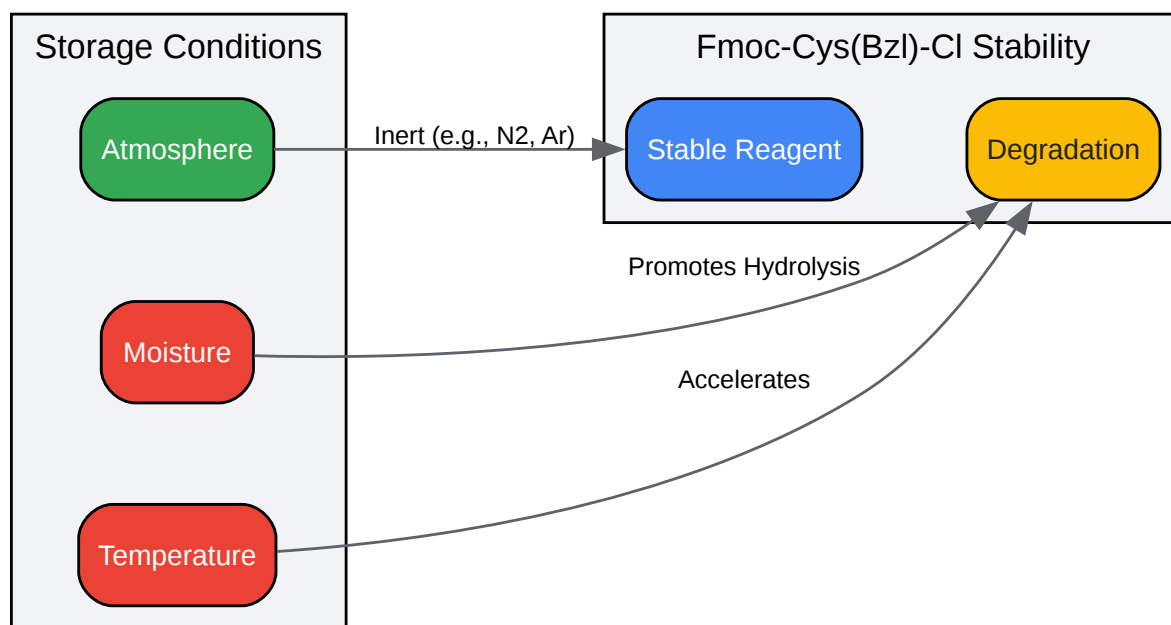 Storage Conditions
Fmoc-Cys(Bzl)-Cl Stability
Atmosphere
Inert (e.g., N2, Ar)
Stable Reagent
Degradation
Promotes Hydrolysis
Moisture
Accelerates
Temperature